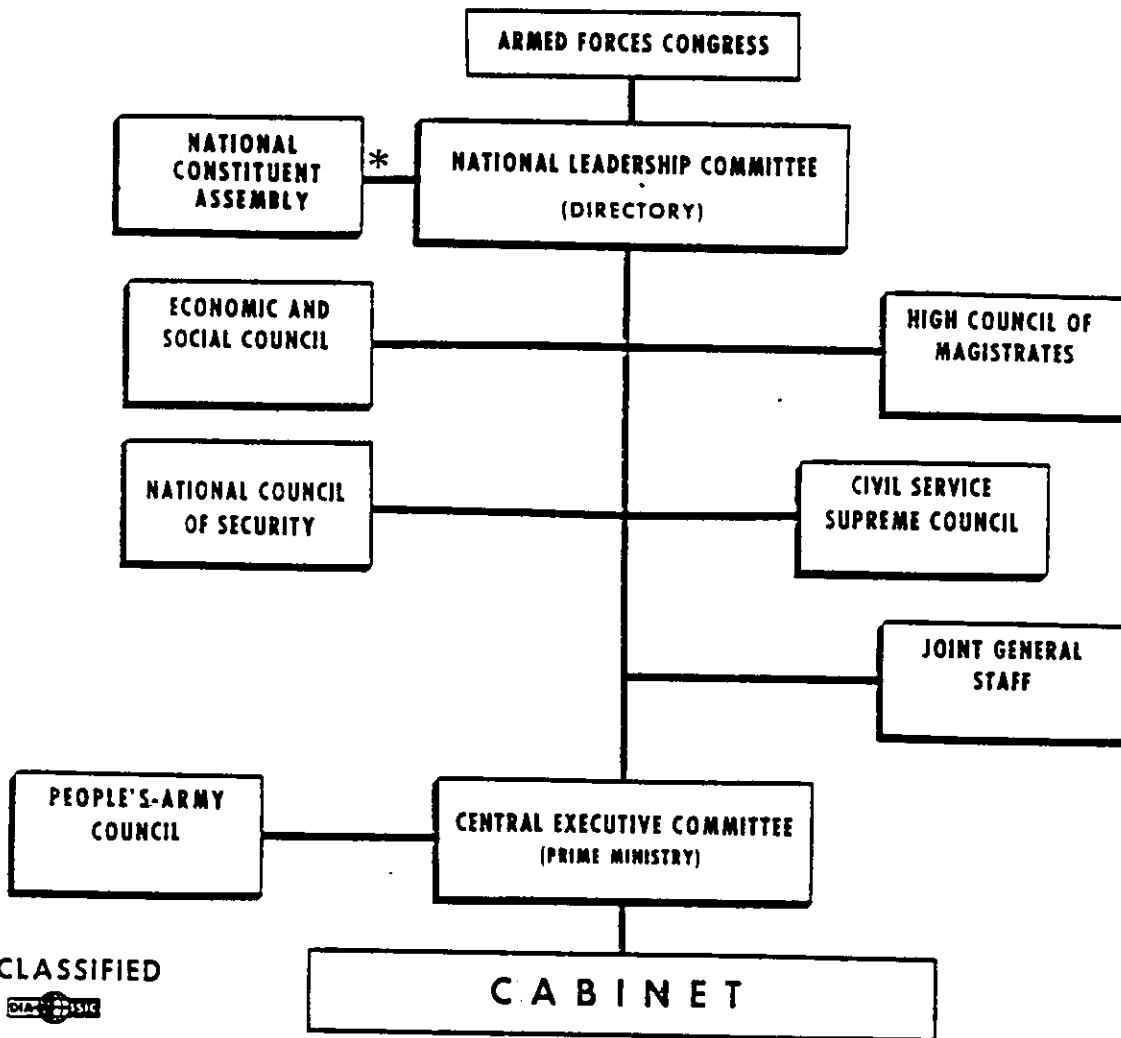 ARMED FORCES CONGRESS
NATIONAL
CONSTITUENT
ASSEMBLY
*
NATIONAL LEADERSHIP COMMITTEE
(DIRECTORY)
ECONOMIC AND
SOCIAL COUNCIL
HIGH COUNCIL OF
MAGISTRATES
NATIONAL COUNCIL
OF SECURITY
CIVIL SERVICE
SUPREME COUNCIL
JOINT GENERAL
STAFF
PEOPLE'S-ARMY
COUNCIL
CENTRAL EXECUTIVE COMMITTEE
(PRIME MINISTRY)
CLASSIFIED
DIA SSIC
CABINET